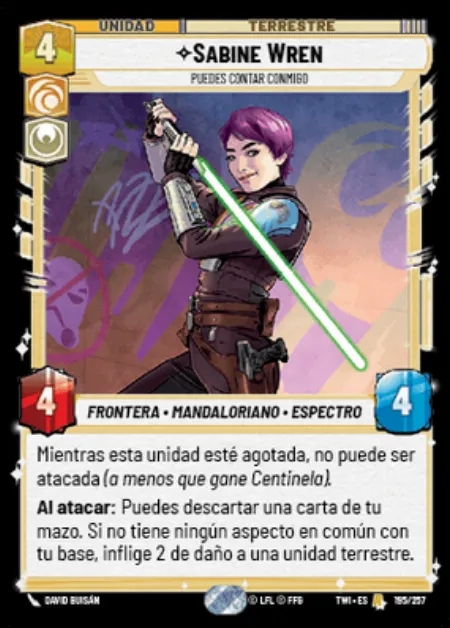 UNIDAD TERRESTRE
4
SABINE WREN
PUEDES CONTAR CONMIGO
4
FRONTERA • MANDALORIANO • ESPECTRO
4
Mientras esta unidad esté agotada, no puede ser
atacada (a menos que gane Centinela).
Al atacar: Puedes descartar una carta de tu
mazo. Si no tiene ningún aspecto en común con
tu base, inflige 2 de daño a una unidad terrestre.
DAVID BUISÁN
© LFL © FFG
TWI • ES
195/257